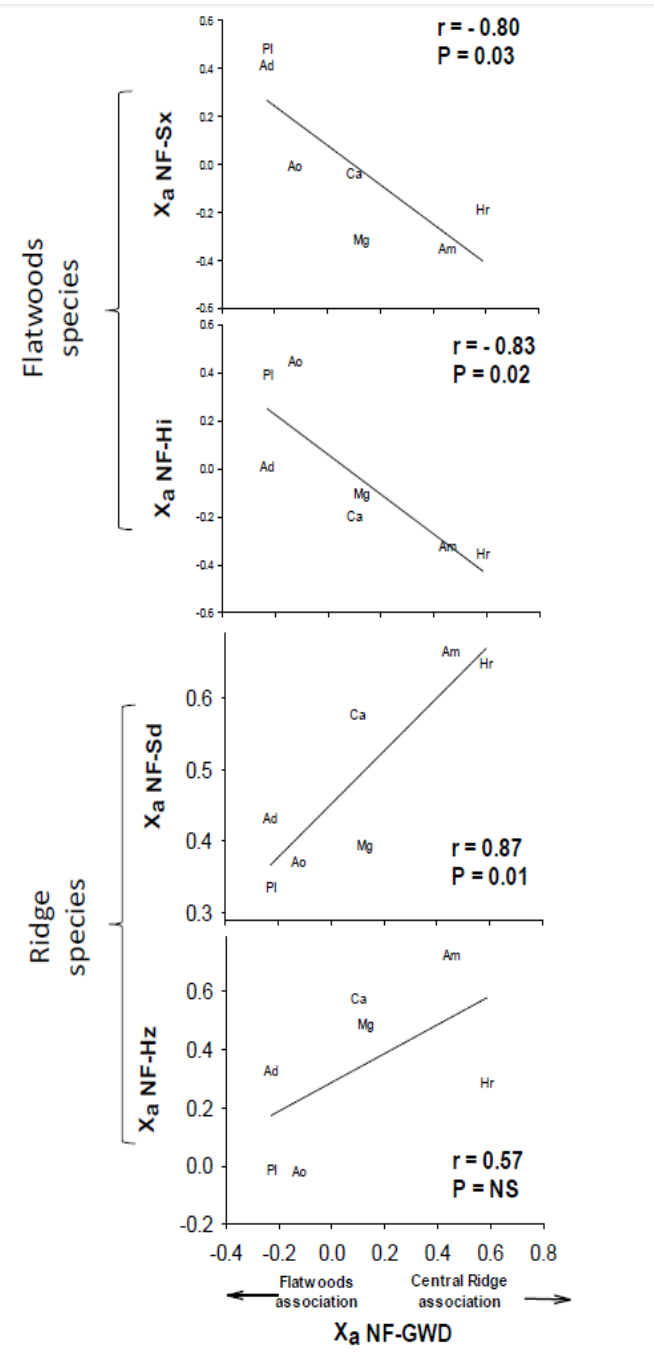 r = - 0.80
P = 0.03
0.6
0.4
0.2
0.0
-0.2
-0.4
-0.6
Xa NF-Sx
Pl
Ad
Ao
Ca
Mg
Hr
Am
Flatwoods
species
r = - 0.83
P = 0.02
0.6
0.4
0.2
0.0
-0.2
-0.4
-0.6
Xa NF-Hi
Ao
Pl
Ad
Mg
Ca
Am
Hr
0.6
0.5
0.4
0.3
Xa NF-Sd
Am
Hr
Ca
Ad
Mg
Ao
Pl
r = 0.87
P = 0.01
Ridge
species
0.6
0.4
0.2
0.0
-0.2
Xa NF-Hz
Am
Ca
Mg
Ad
Hr
Pl
Ao
r = 0.57
P = NS
-0.4 -0.2 0.0 0.2 0.4 0.6 0.8
Flatwoods
association
Central Ridge
association
Xa NF-GWD